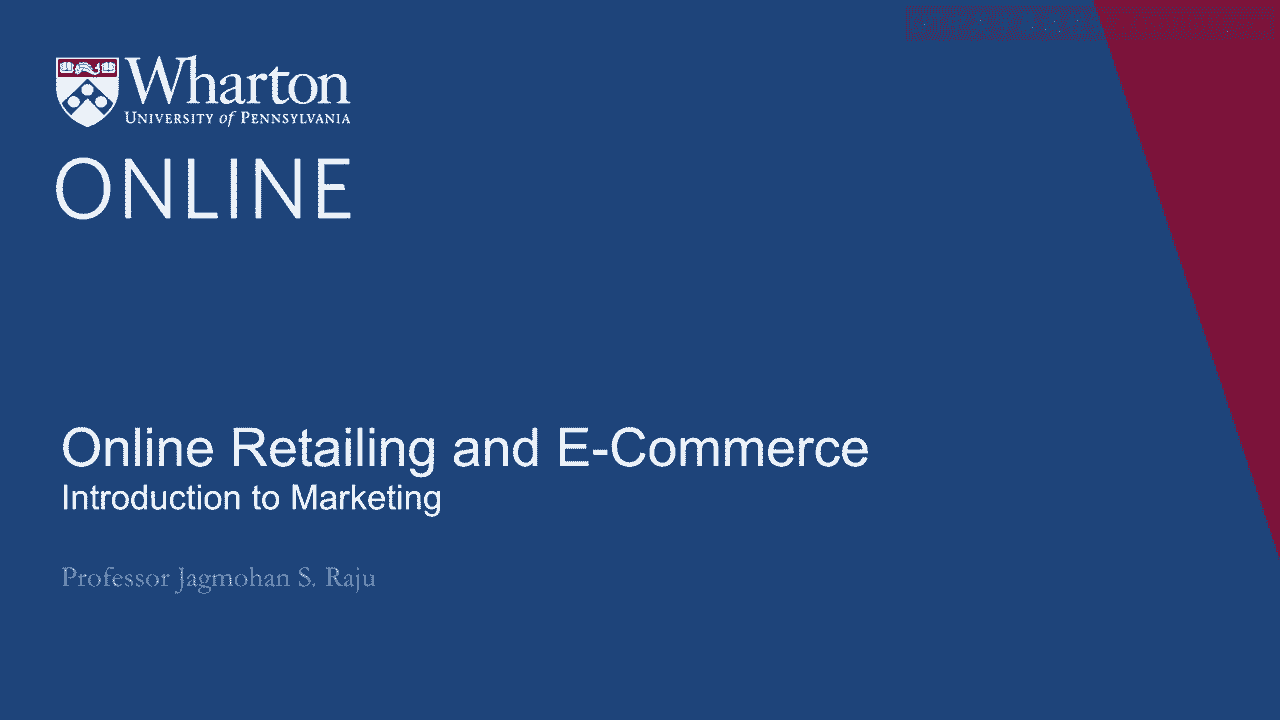 Wharton
UNIVERSITY of PENNSYLVANIA
ONLINE
Online Retailing and E-Commerce
Introduction to Marketing
Professor Jagmohan S. Raju